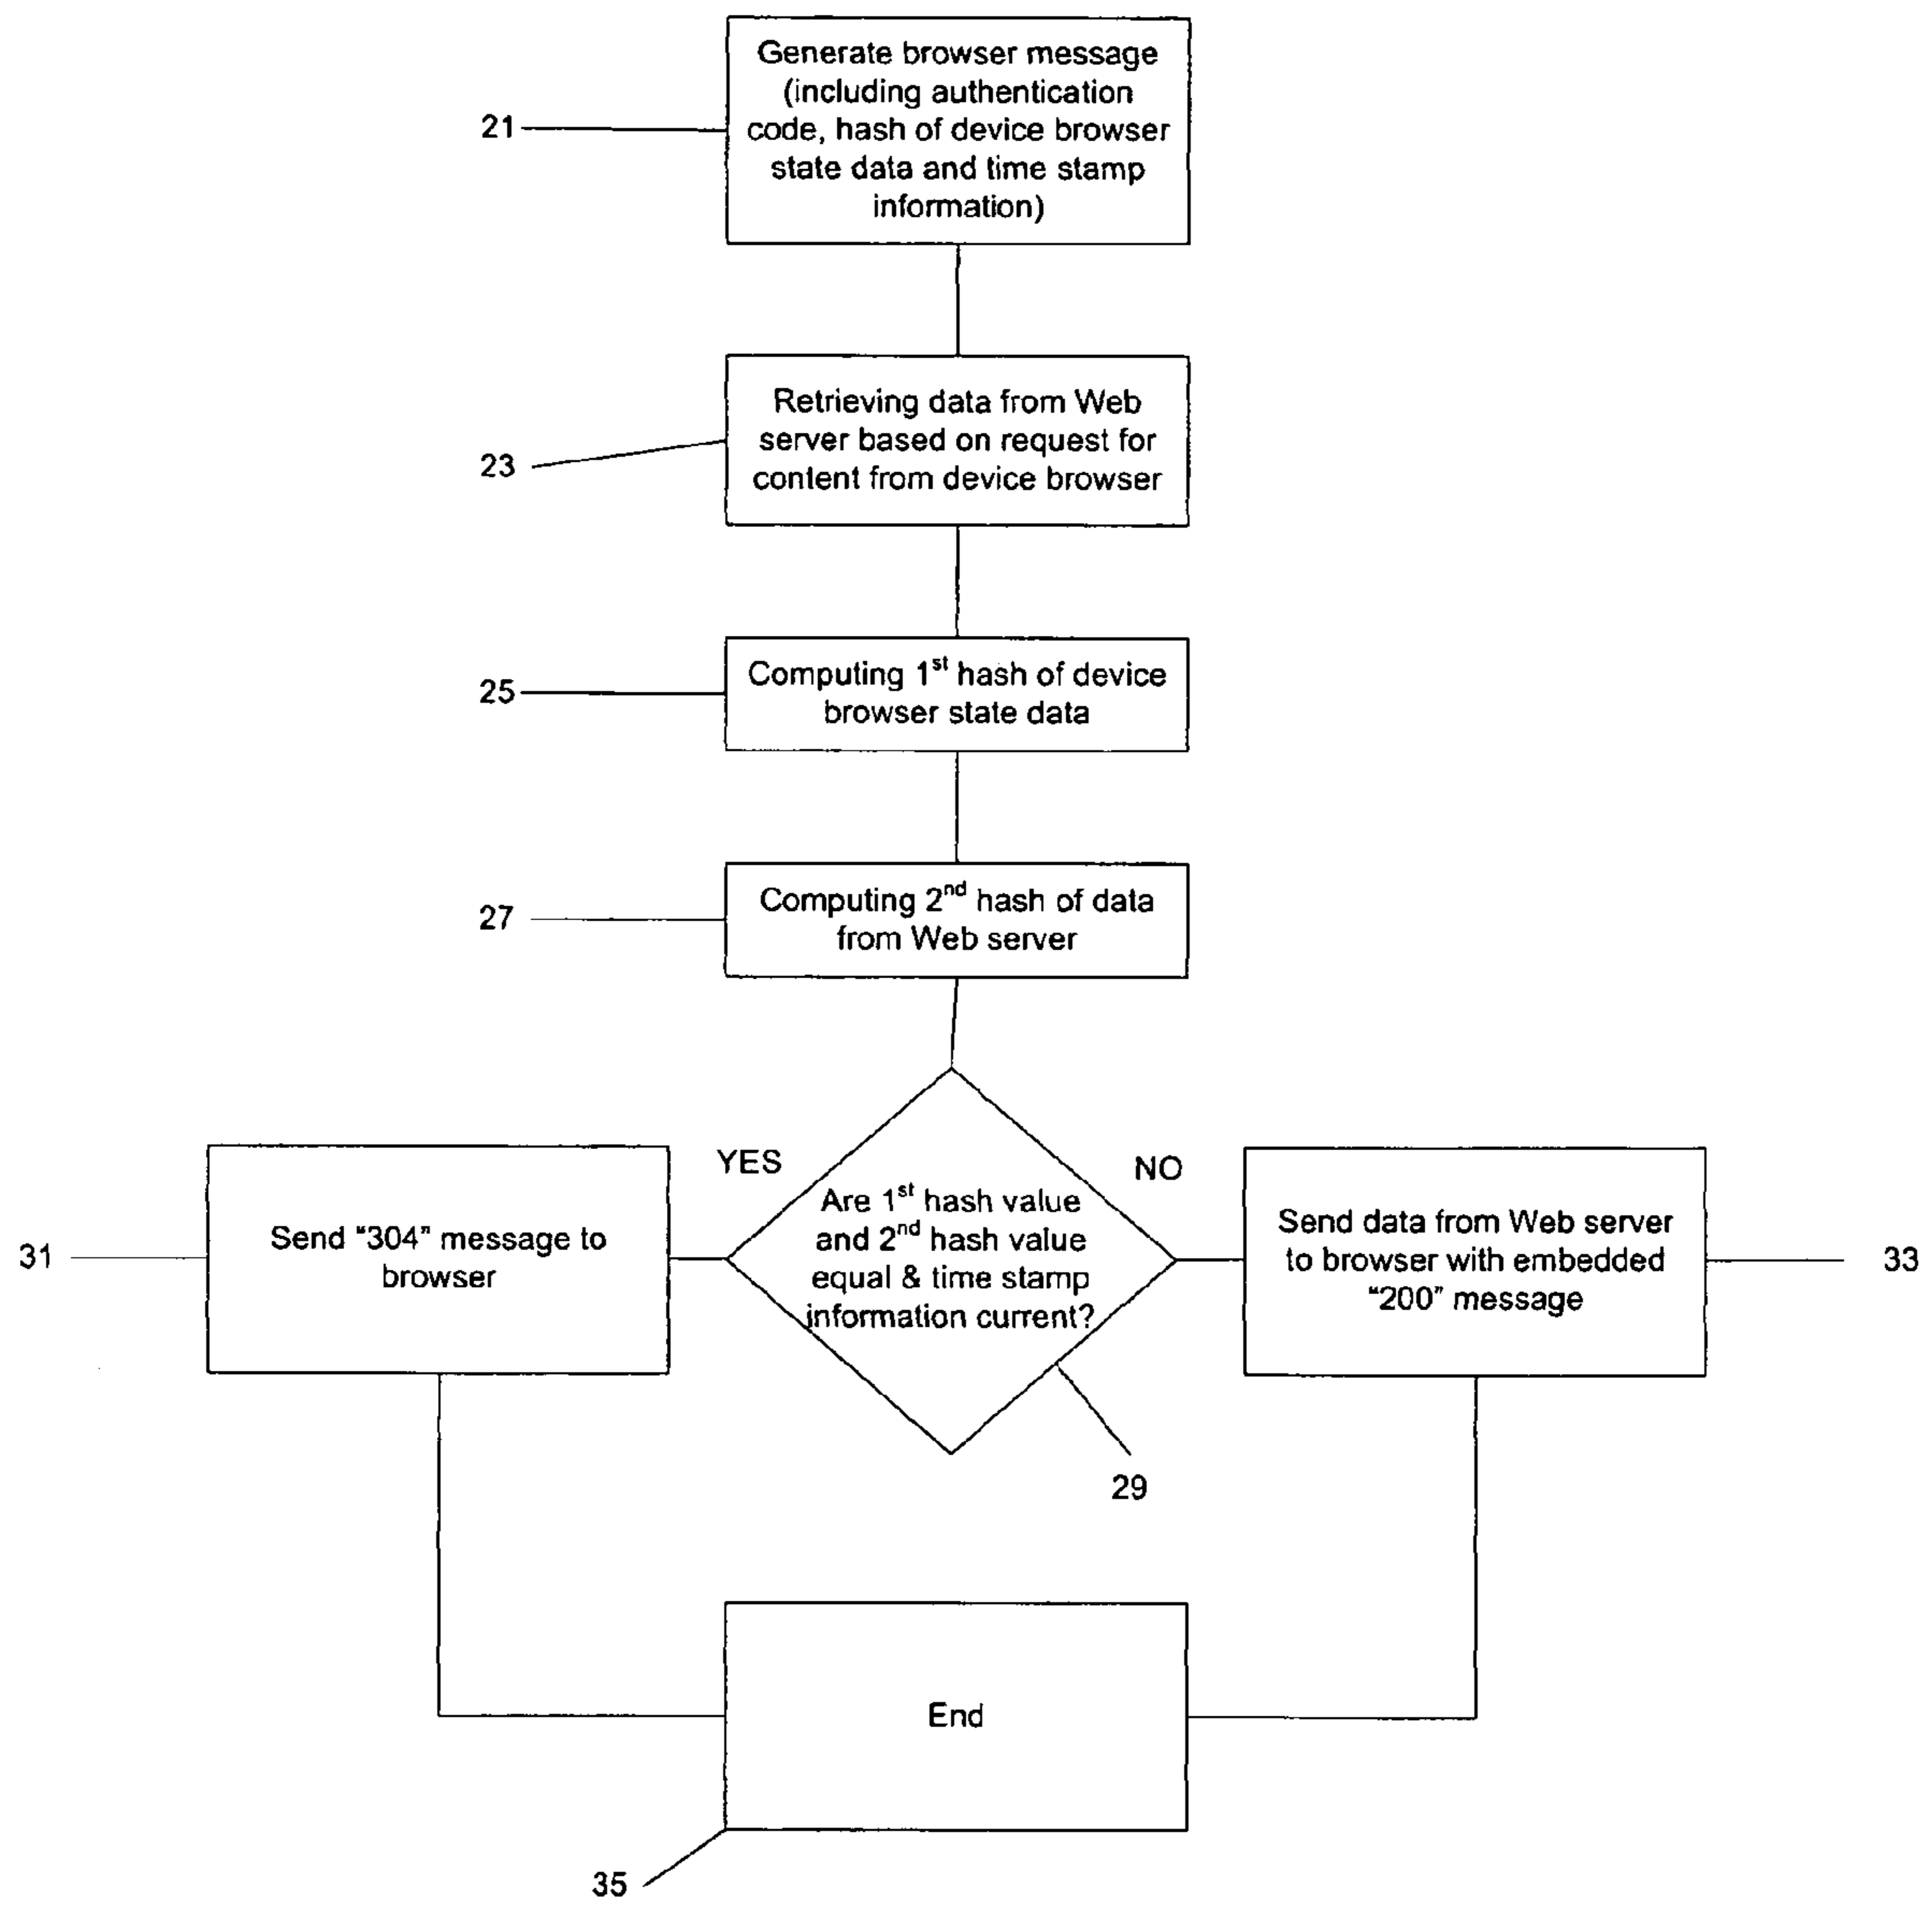 Generate browser message
(including authentication
code, hash of device browser
state data and time stamp
information)
21
Retrieving data from Web
server based on request for
content from device browser
23
Computing 1st hash of device
browser state data
25
Computing 2nd hash of data
from Web server
27
YES
NO
Are 1st hash value
and 2nd hash value
equal & time stamp
information current?
Send "304" message to
browser
31
Send data from Web server
to browser with embedded
"200" message
33
29
End
35